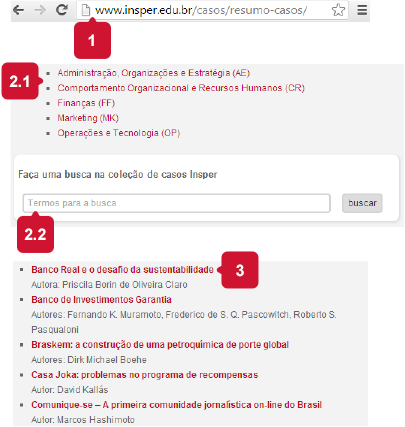 www.insper.edu.br/casos/resumo-casos/
1
2.1
Administração, Organizações e Estratégia (AE)
Comportamento Organizacional e Recursos Humanos (CR)
Finanças (FF)
Marketing (MK)
Operações e Tecnologia (OP)
Faça uma busca na coleção de casos Insper
Termos para a busca
buscar
2.2
Banco Real e o desafio da sustentabilidade
3
Autora: Priscila Borin de Oliveira Claro
Banco de Investimentos Garantia
Autores: Fernando K. Muramoto, Frederico de S. Q. Pascowitch, Roberto S.
Pasqualoni
Braskem: a construção de uma petroquímica de porte global
Autores: Dirk Michael Boehe
Casa Joka: problemas no programa de recompensas
Autor: David Kallás
Comunique-se – A primeira comunidade jornalística on-line do Brasil
Autor: Marcos Hashimoto